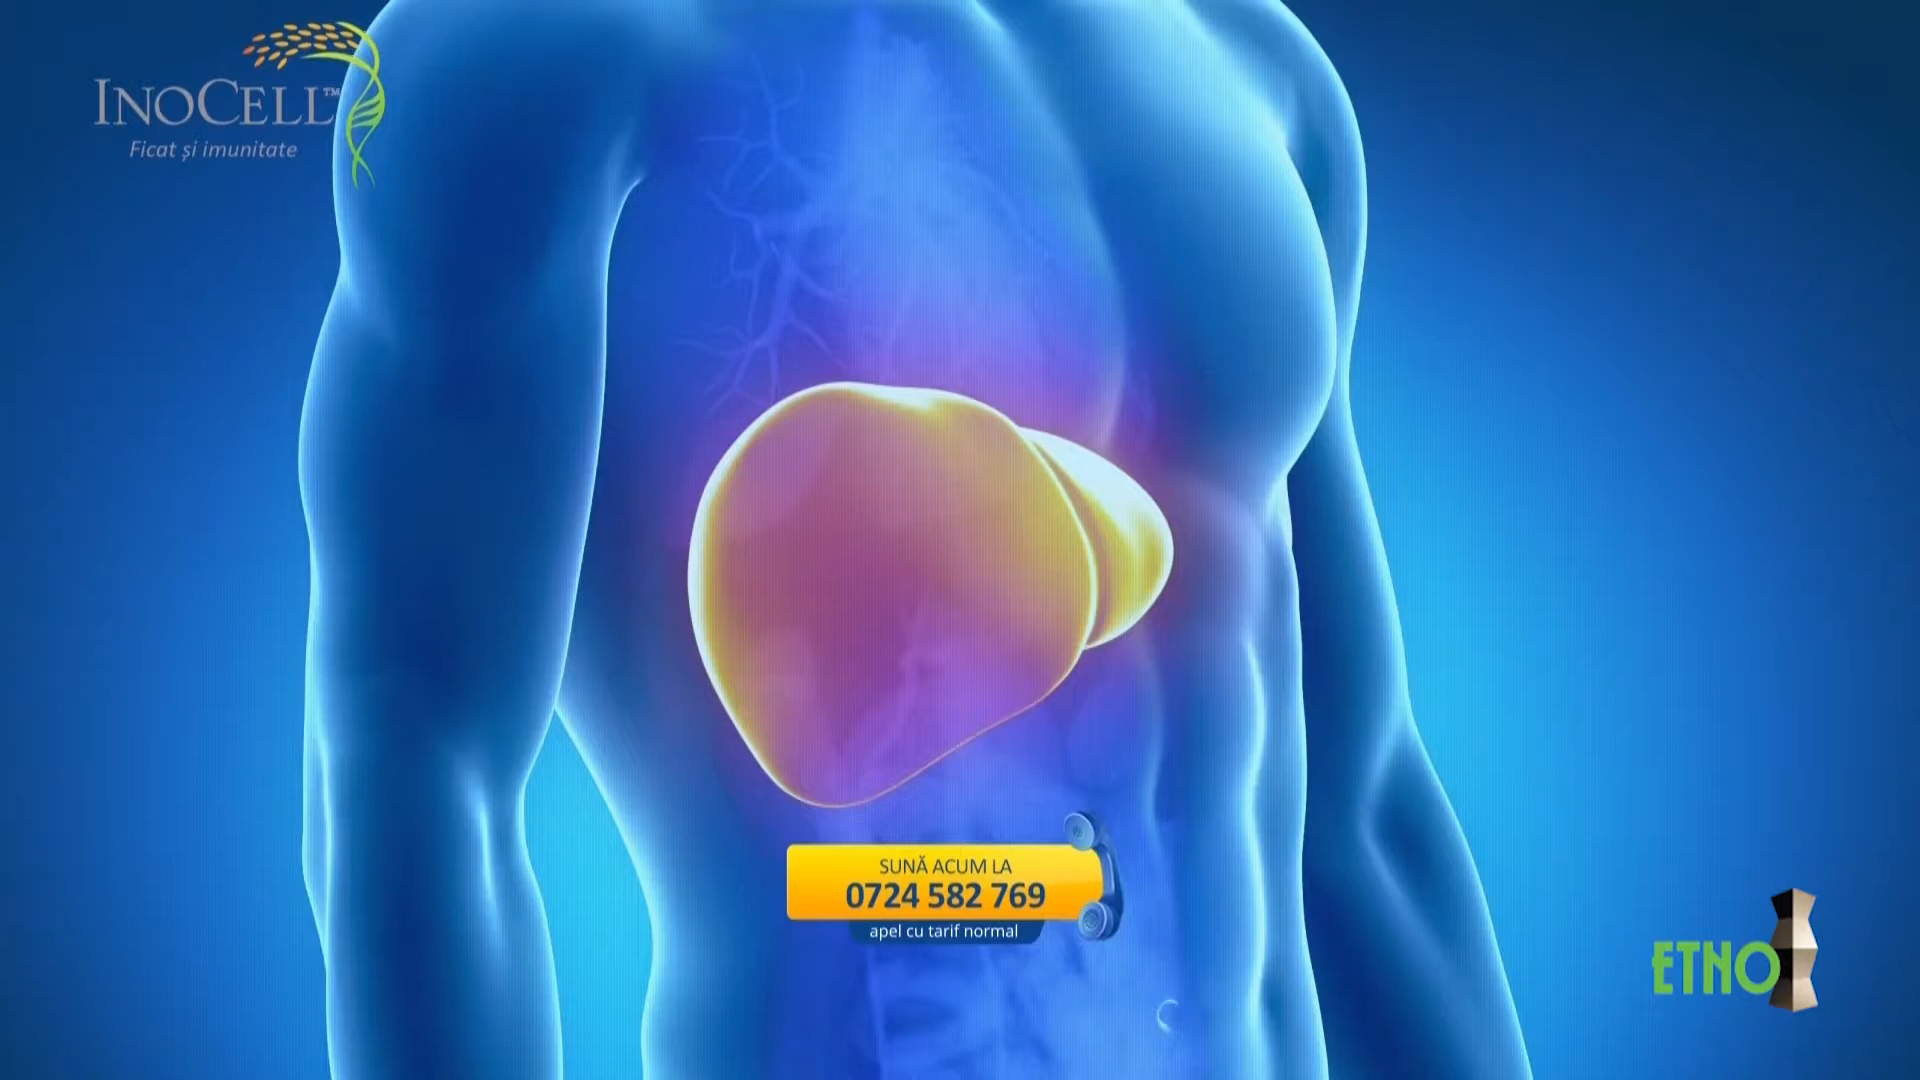 INOCELL™
Ficat și imunitate
SUNĂ ACUM LA
0724 582 769
apel cu tarif normal
ETNO